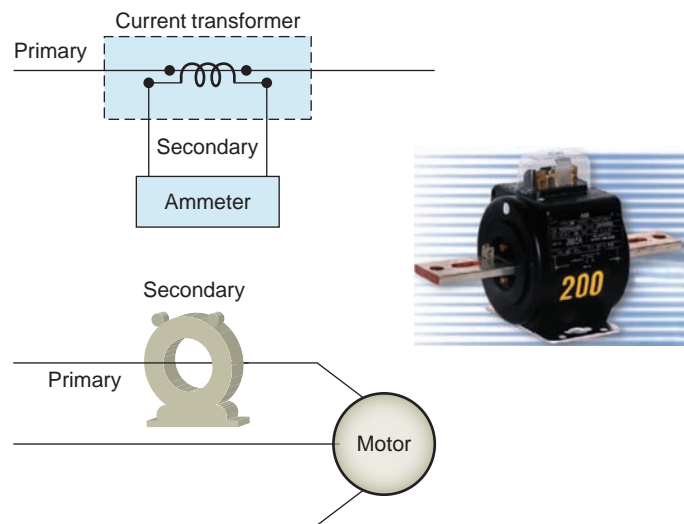 Current transformer
Primary
Secondary
Ammeter
200
Secondary
Primary
Motor